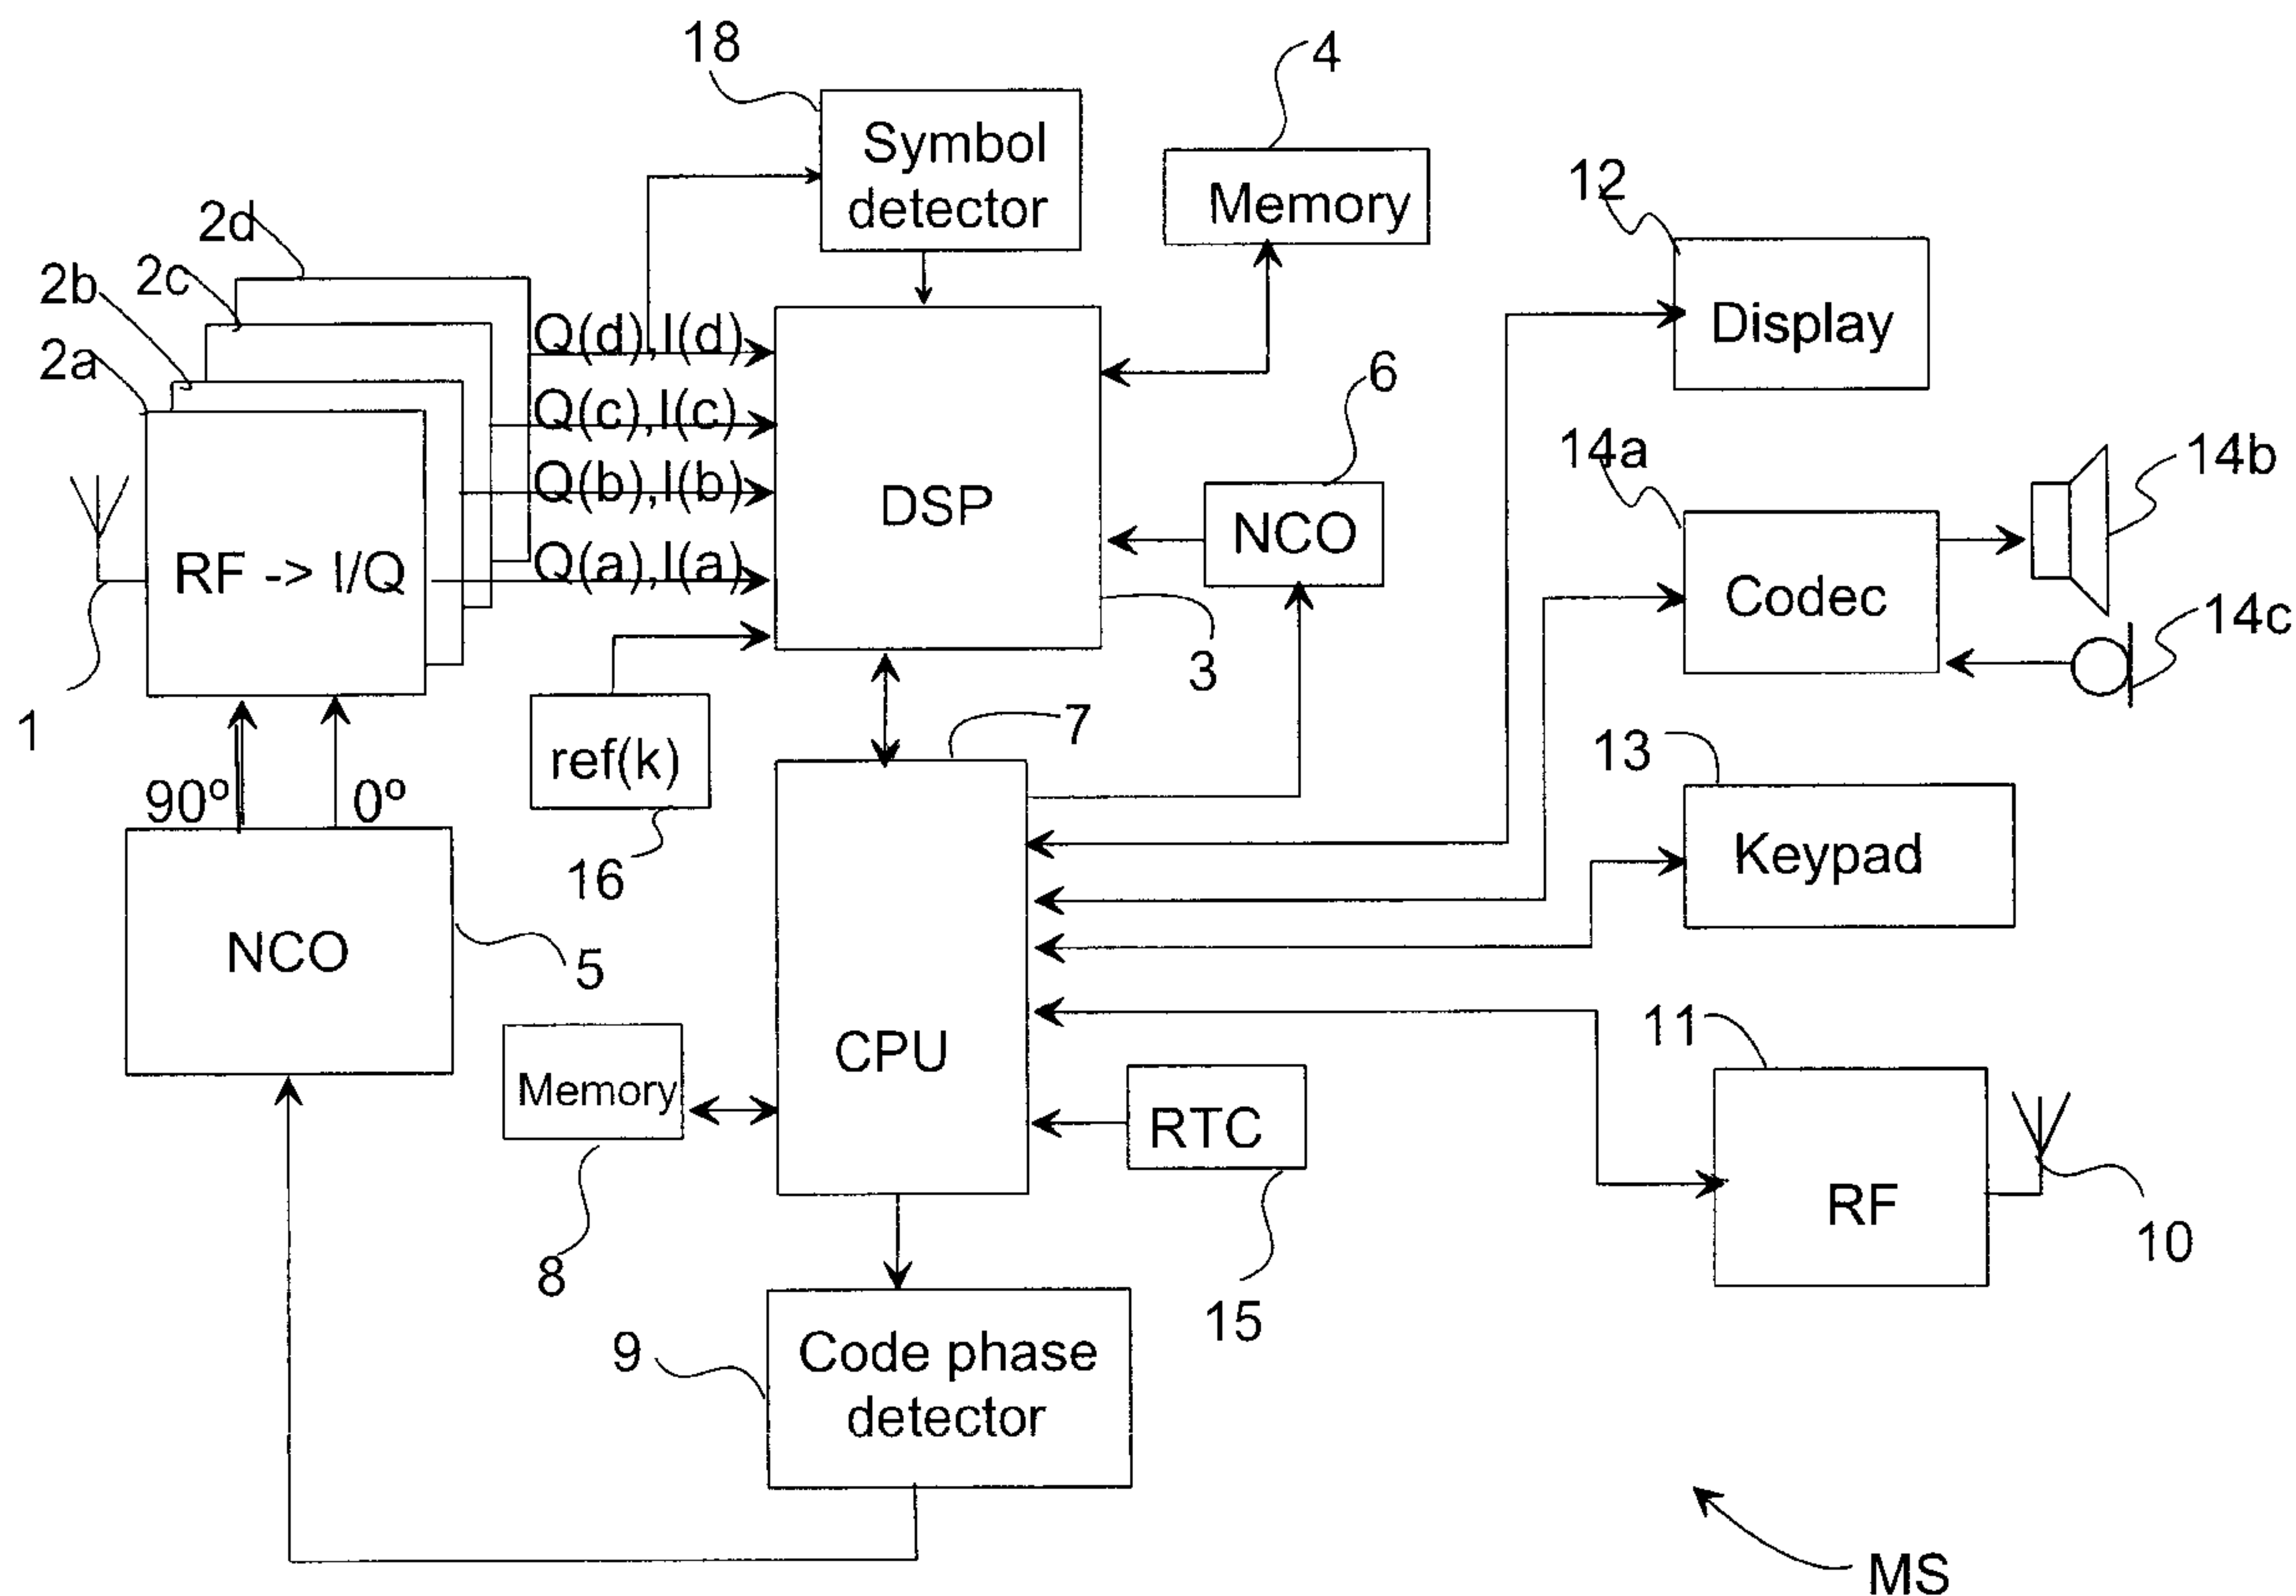 18
4
Symbol
detector
Memory
12
2d
2c
2b
2a
Display
Q(d),I(d)
Q(c),I(c)
Q(b),I(b)
Q(a),I(a)
6
14a
14b
DSP
NCO
RF -> I/Q
Codec
14c
3
1
7
13
ref(k)
90º
0º
16
Keypad
NCO
5
11
CPU
Memory
RTC
RF
10
8
15
9
Code phase
detector
MS